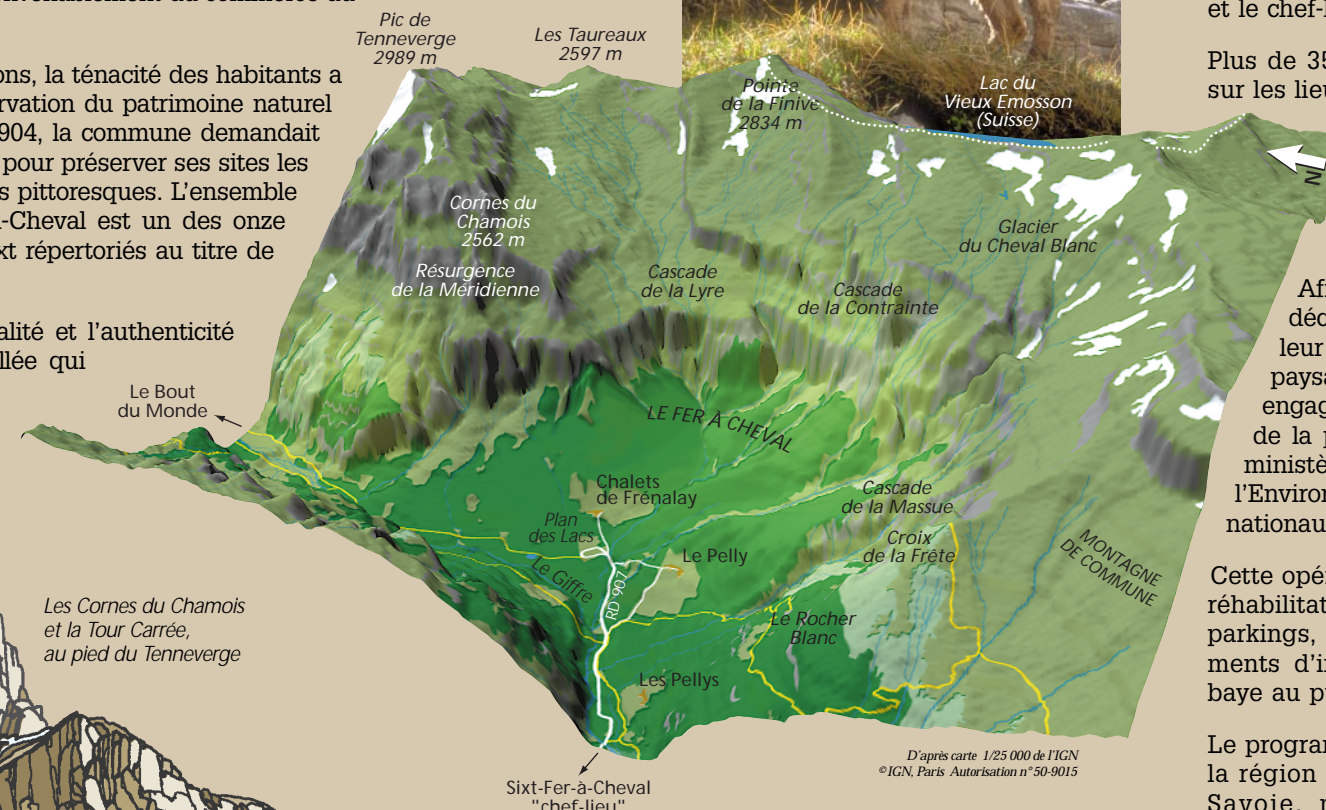 Pic de
Tenneverge
2989 m
Les Taureaux
2597 m
ons, la ténacité des habitants a
rvation du patrimoine naturel
904, la commune demandait
pour préserver ses sites les
s pittoresques. L'ensemble
-Cheval est un des onze
xt répertoriés au titre de
alité et l'authenticité
llée qui
Pointe
de la Finive
2834 m
Lac du
Vieux Emosson
(Suisse)
N
Cornes du
Chamois
2562 m
Résurgence
de la Méridienne
Cascade
de la Lyre
Cascade
de la Contrainte
Glacier
du Cheval Blanc
Le Bout
du Monde
LE FER À CHEVAL
Chalets
de Frénalay
Plan
des Lacs
Le Giffre
RD 907
Le Pelly
Cascade
de la Massue
Croix
de la Frête
MONTAGNE
DE COMMUNE
Le Rocher
Blanc
Les Pellys
Sixt-Fer-à-Cheval
"chef-lieu"
D'après carte 1/25 000 de l'IGN
©IGN, Paris Autorisation n°50-9015
Les Cornes du Chamois
et la Tour Carrée,
au pied du Tenneverge
et le chef-l
Plus de 35
sur les lieu
Afi
déc
leur
paysa
engag
de la p
ministè
l'Environ
nationau
Cette opé
réhabilitat
parkings,
ments d'in
baye au pu
Le progran
la région
Savoie,